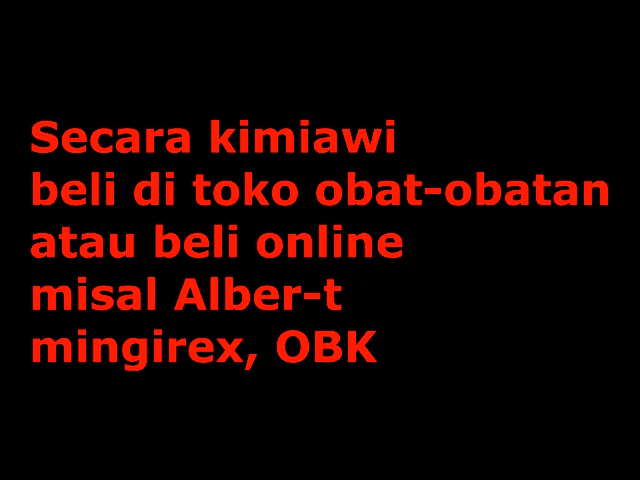 Secara kimiawi
beli di toko obat-obatan
atau beli online
misal Alber-t
mingirex, OBK